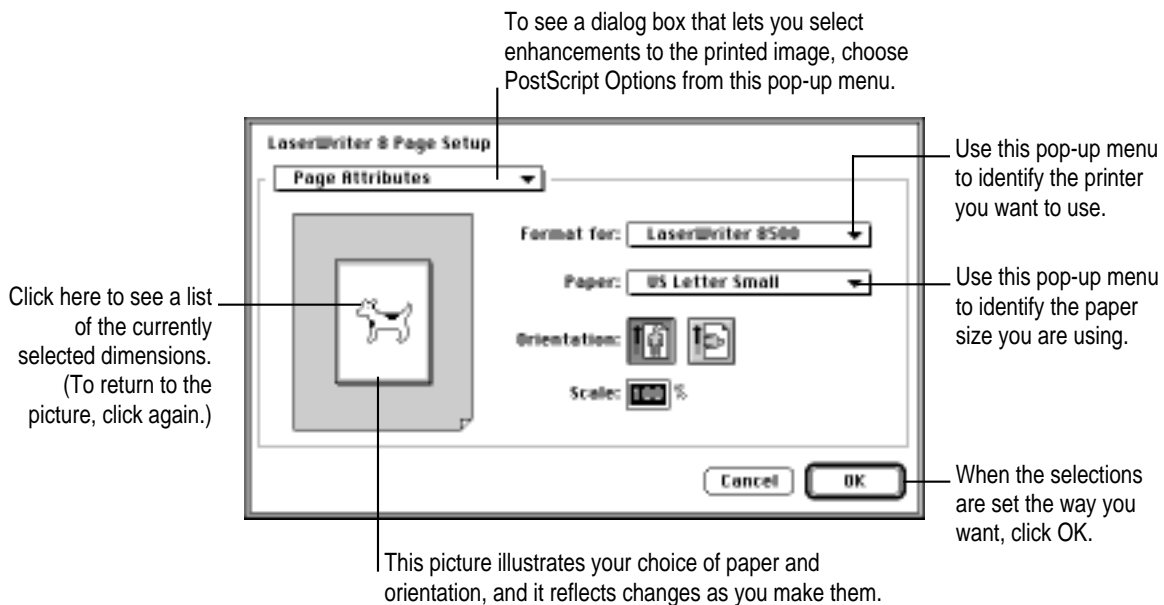 To see a dialog box that lets you select
enhancements to the printed image, choose
PostScript Options from this pop-up menu.
LaserWriter 8 Page Setup
Page Attributes
Format for: LaserWriter 8500
Use this pop-up menu
to identify the printer
you want to use.
Click here to see a list
of the currently
selected dimensions.
(To return to the
picture, click again.)
Paper: US Letter Small
Use this pop-up menu
to identify the paper
size you are using.
Orientation:
Scale: 100 %
Cancel
OK
When the selections
are set the way you
want, click OK.
This picture illustrates your choice of paper and
orientation, and it reflects changes as you make them.